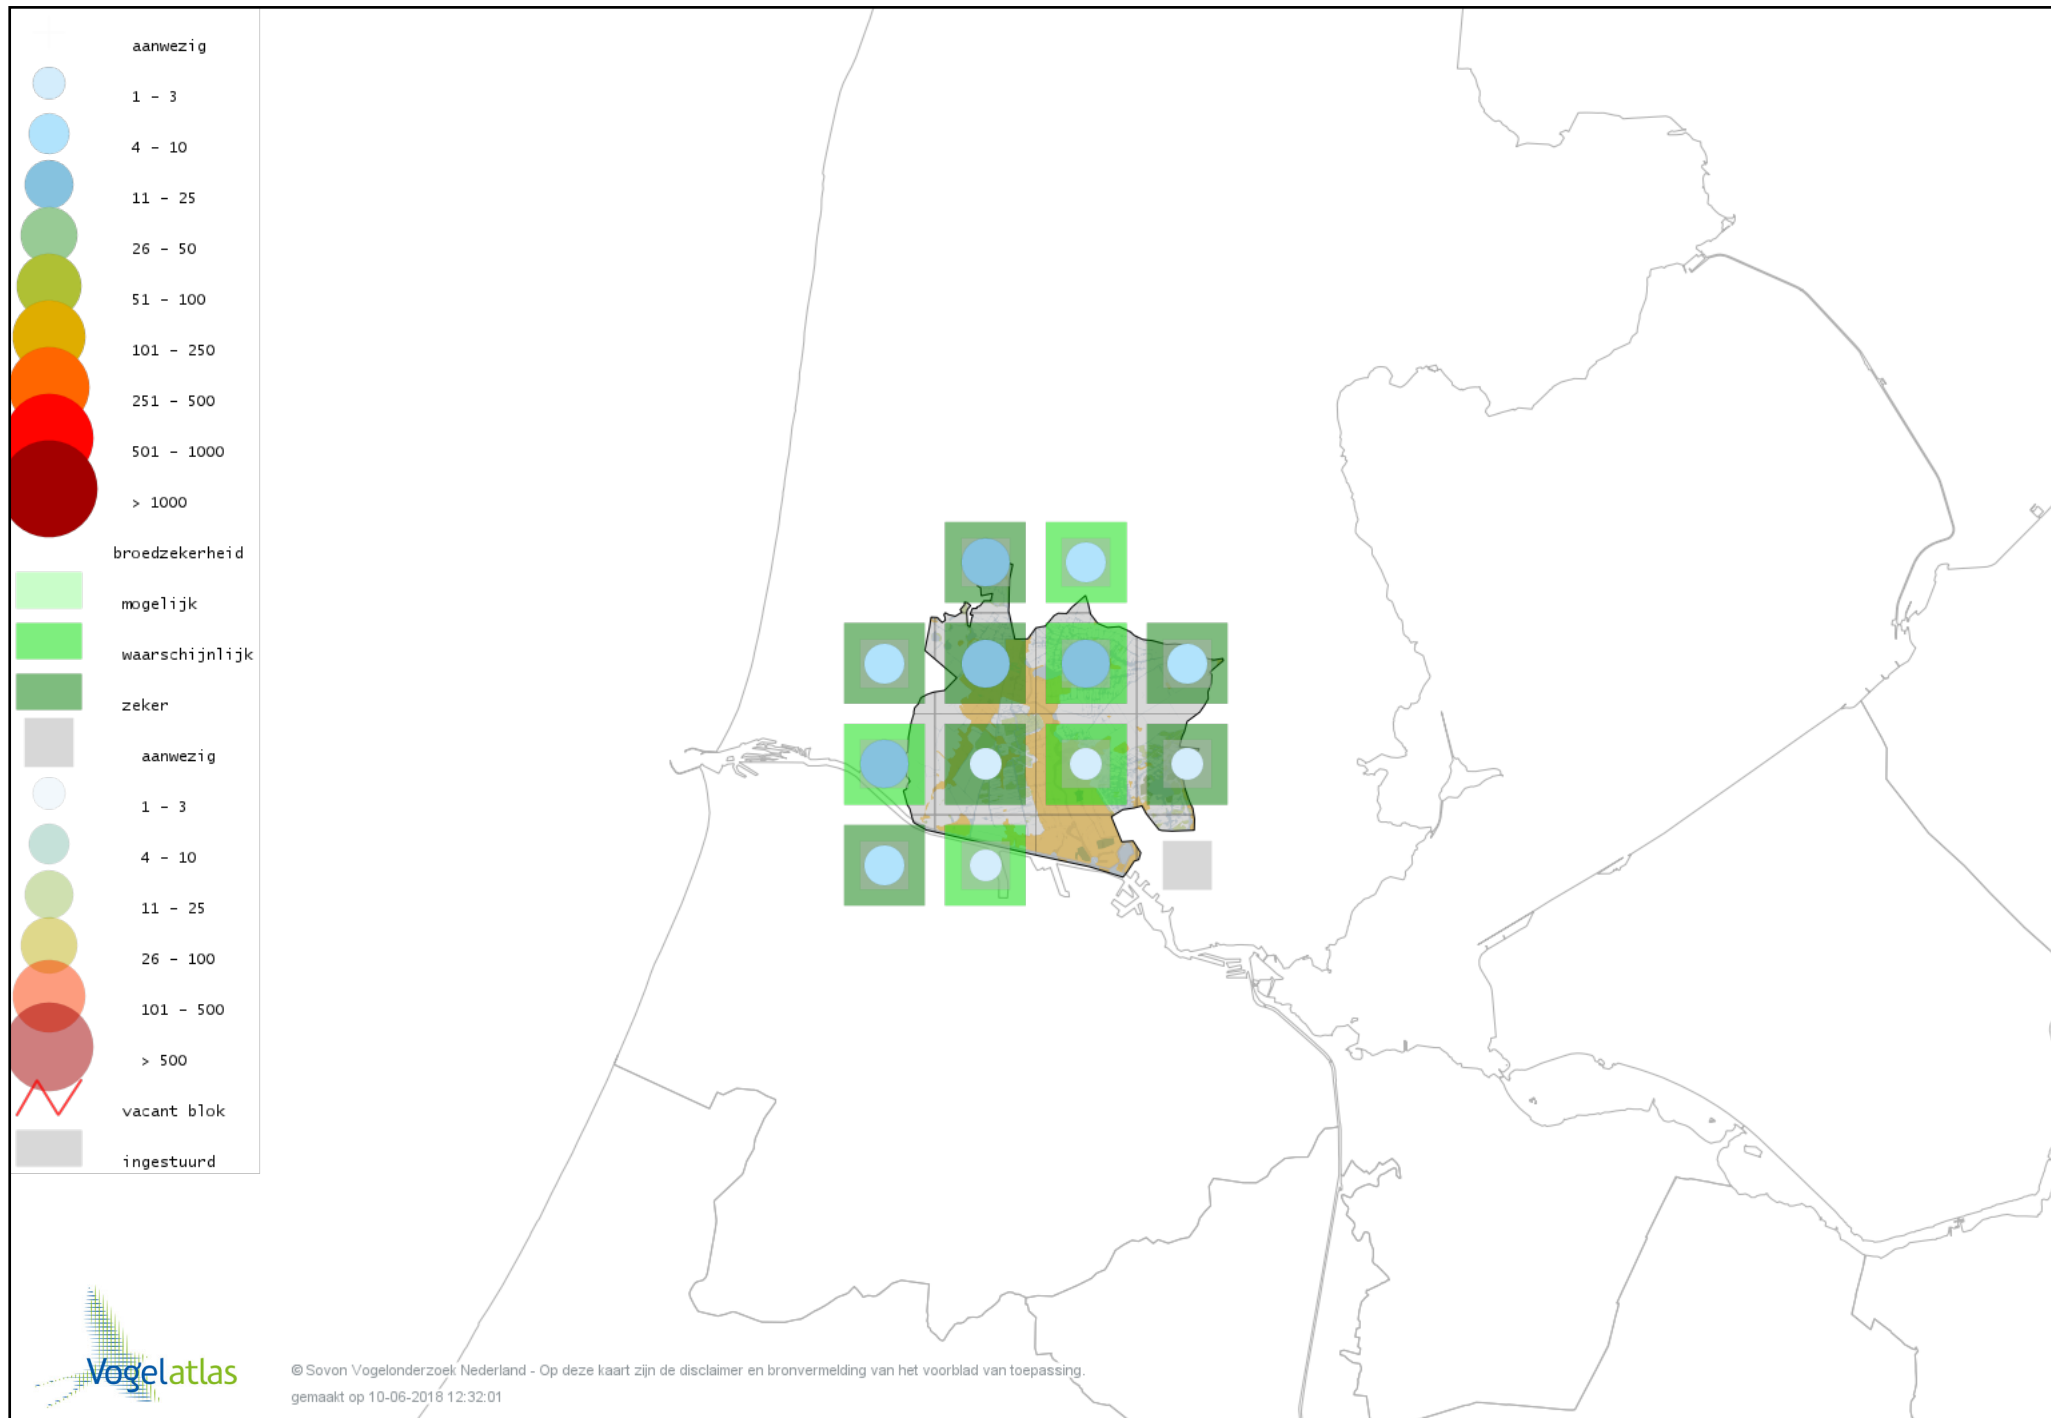 aanwezig
1 - 3
4 - 10
11 - 25
26 - 50
51 - 100
101 - 250
251 - 500
501 - 1000
> 1000
broedzekerheid
mogelijk
waarschijnlijk
zeker
aanwezig
1 - 3
4 - 10
11 - 25
26 - 100
101 - 500
> 500
vacant blok
ingestuurd
Vogelatlas
© Sovon Vogelonderzoek Nederland - Op deze kaart zijn de disclaimer en bronvermelding van het voorblad van toepassing.
gemaakt op 10-06-2018 12:32:01